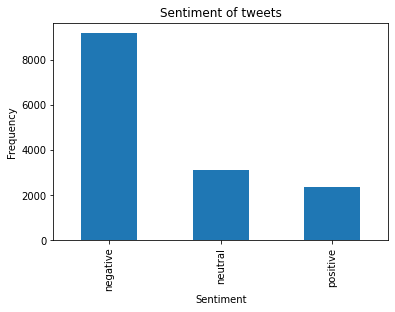 Sentiment of tweets
Frequency
8000
6000
4000
2000
0
negative
neutral
positive
Sentiment